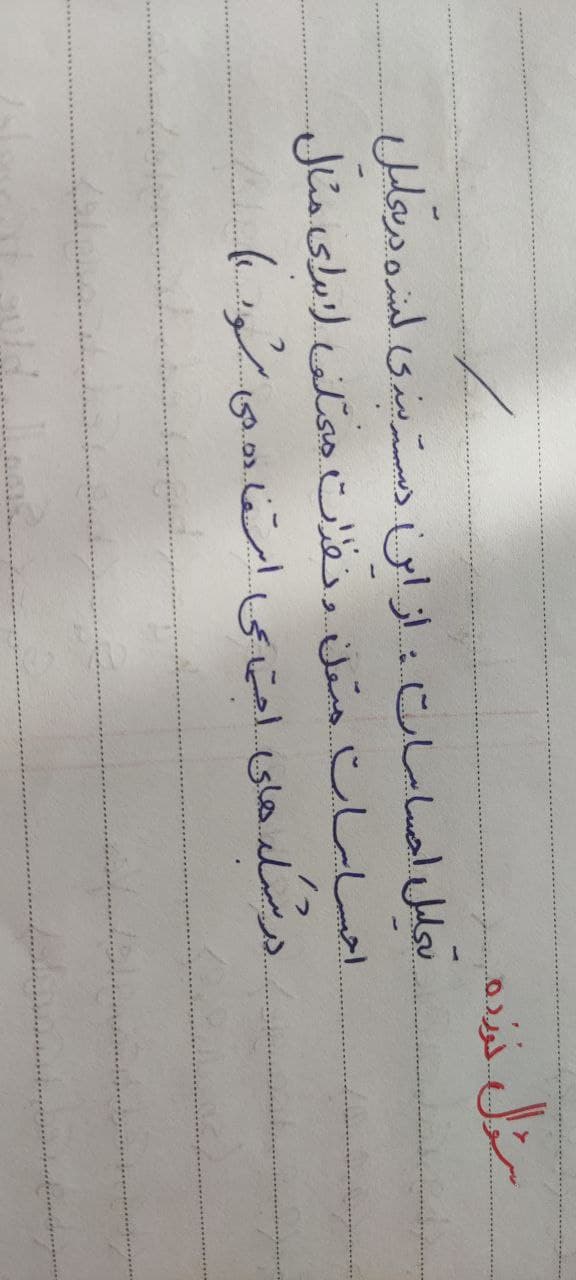 سؤال نوزده
تحلیل احساسات : از این دسته بندی کننده در تحلیل
احساسات متون و نظرات مختلف (برای مثال
در شبکه های اجتماعی استفاده می شود.)